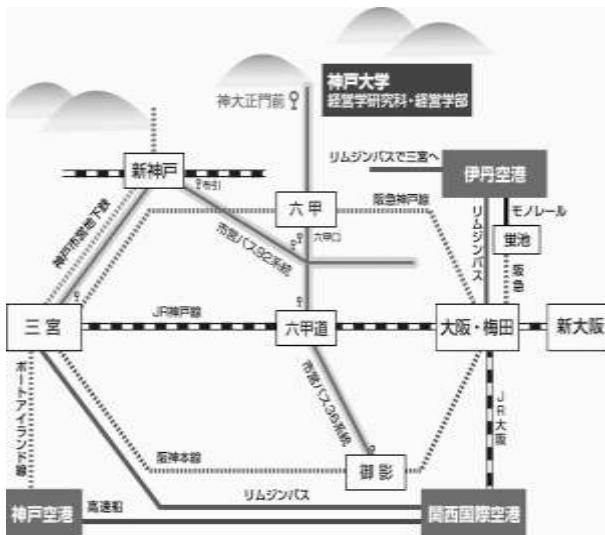 神戸大学
経営学研究科・経営学部
神大正門前
リムジンバスで三宮へ
伊丹空港
新神戸
布引
六甲
阪急神戸線
リムジンバス
モノレール
蛍池
神戸市営地下鉄
市営バス92系統
六甲口
阪急
三宮
JR神戸線
六甲道
大阪・梅田
新大阪
ポートアイランド線
市営バス36系統
JR大阪
阪神本線
御影
リムジンバス
神戸空港
高速船
関西国際空港